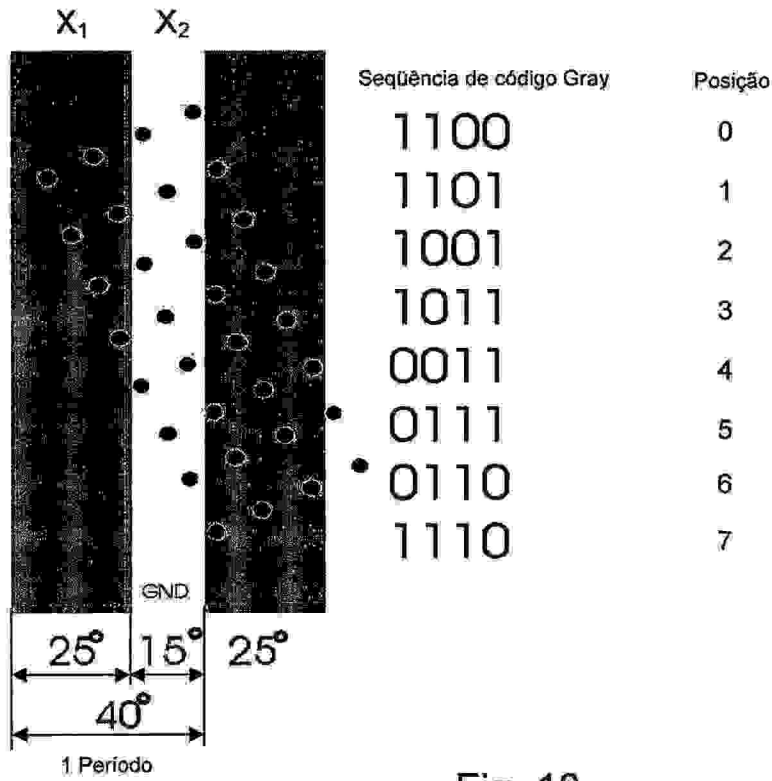 X₁ X₂
Seqüência de código Gray Posição
1100 0
1101 1
1001 2
1011 3
0011 4
0111 5
0110 6
1110 7
GND
25° 15° 25°
40°
1 Período